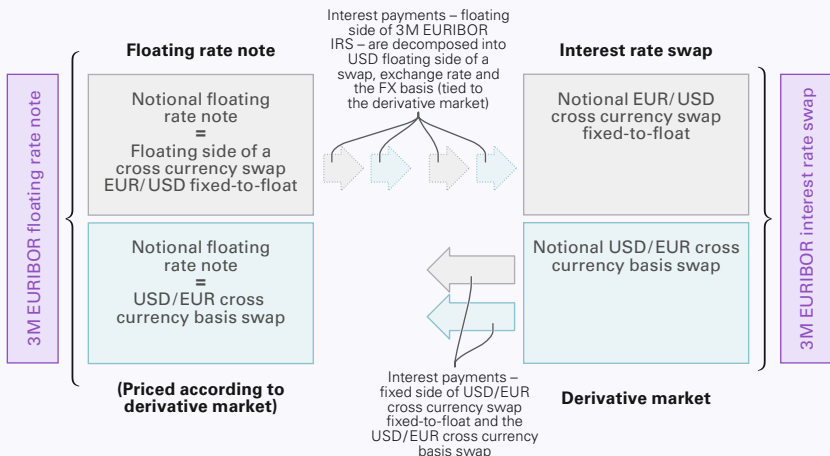 Interest payments – floating
side of 3M EURIBOR
IRS – are decomposed into
USD floating side of a
swap, exchange rate and
the FX basis (tied to
the derivative market)
Floating rate note
Interest rate swap
3M EURIBOR floating rate note
Notional floating
rate note
=
Floating side of a
cross currency swap
EUR/USD fixed-to-float
Notional EUR/USD
cross currency swap
fixed-to-float
3M EURIBOR interest rate swap
Notional floating
rate note
=
USD/EUR cross
currency basis swap
Notional USD/EUR cross
currency basis swap
(Priced according to
derivative market)
Interest payments –
fixed side of USD/EUR
cross currency swap
fixed-to-float and the
USD/EUR cross currency
basis swap
Derivative market